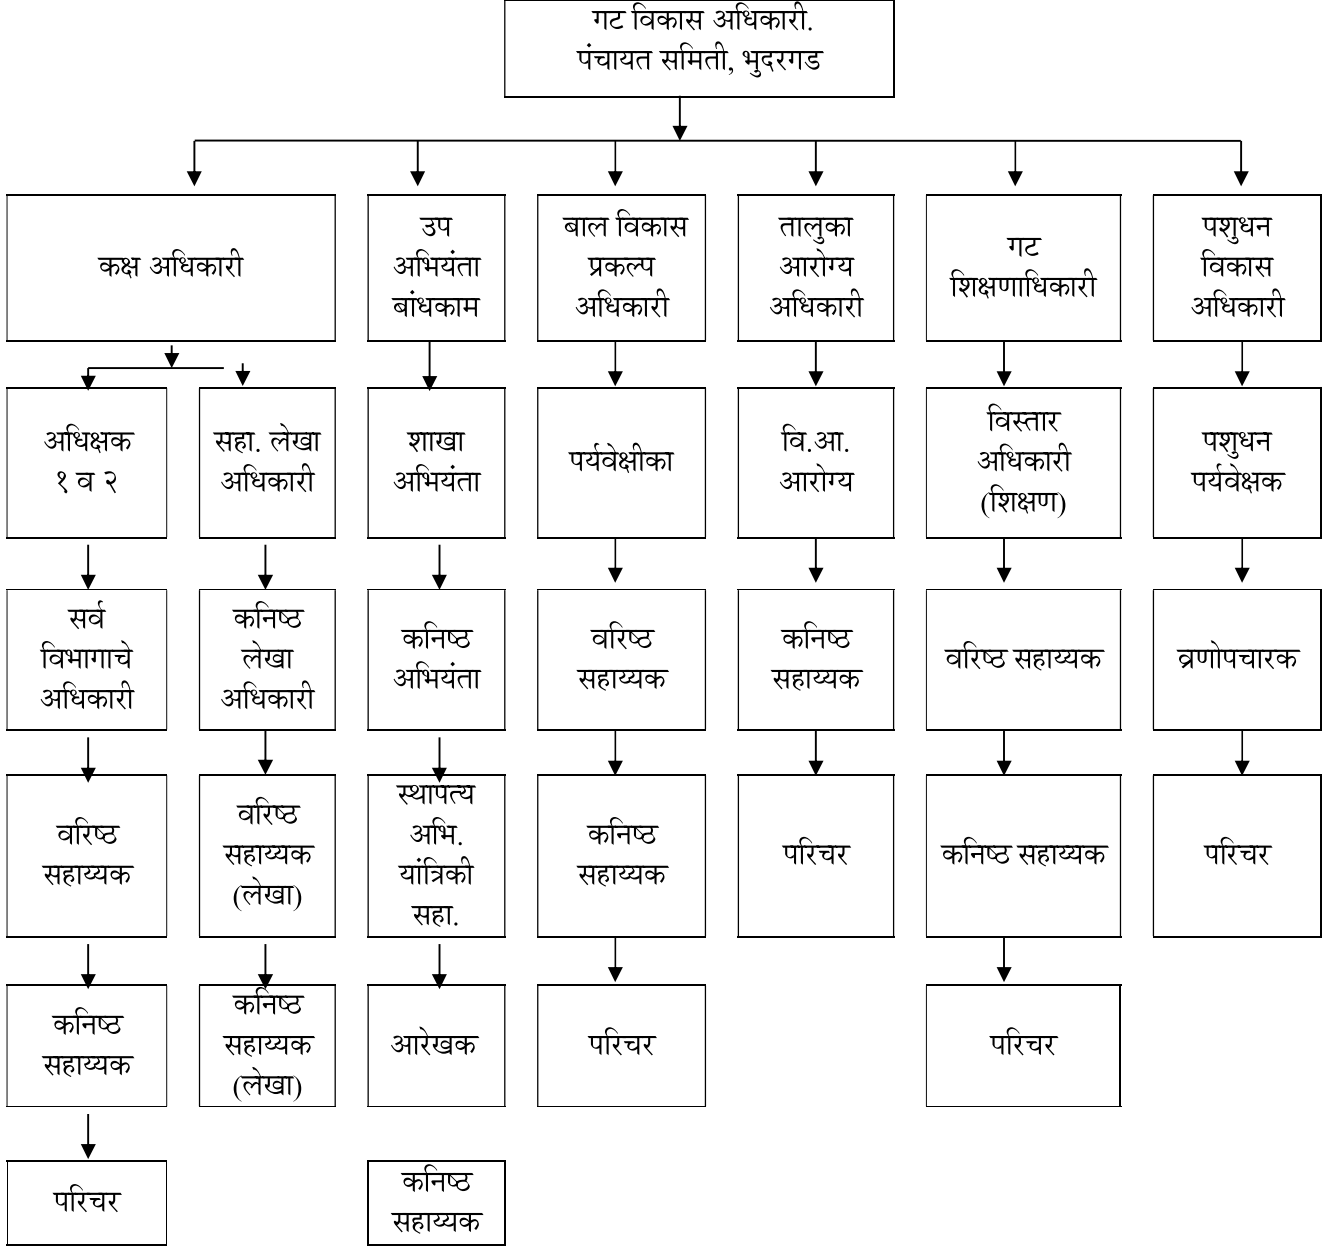 गट विकास अधिकारी.
पंचायत समिती, भुदरगड
कक्ष अधिकारी
उप
अभियंता
बांधकाम
बाल विकास
प्रकल्प
अधिकारी
तालुका
आरोग्य
अधिकारी
गट
शिक्षणाधिकारी
पशुधन
विकास
अधिकारी
अधिक्षक
१ व २
सहा. लेखा
अधिकारी
शाखा
अभियंता
पर्यवेक्षीका
वि.आ.
आरोग्य
विस्तार
अधिकारी
(शिक्षण)
पशुधन
पर्यवेक्षक
सर्व
विभागाचे
अधिकारी
कनिष्ठ
लेखा
अधिकारी
कनिष्ठ
अभियंता
वरिष्ठ
सहाय्यक
कनिष्ठ
सहाय्यक
वरिष्ठ सहाय्यक
व्रणोपचारक
वरिष्ठ
सहाय्यक
वरिष्ठ
सहाय्यक
(लेखा)
स्थापत्य
अभि.
यांत्रिकी
सहा.
कनिष्ठ
सहाय्यक
परिचर
कनिष्ठ सहाय्यक
परिचर
कनिष्ठ
सहाय्यक
कनिष्ठ
सहाय्यक
(लेखा)
आरेखक
परिचर
परिचर
परिचर
कनिष्ठ
सहाय्यक